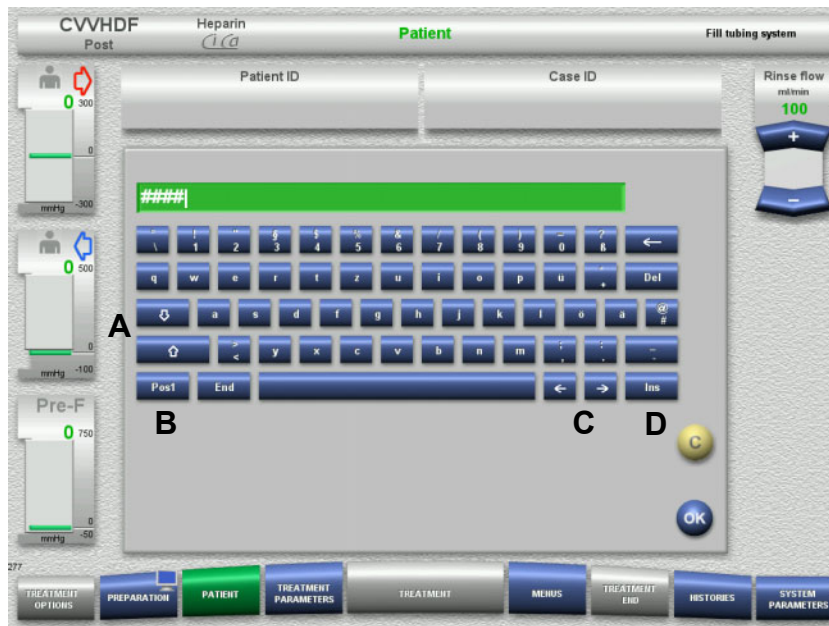 CVVHDF
Post
Heparin
Ci Ca
Patient
Fill tubing system
0 300
0
-300
mmHg
Patient ID
Case ID
Rinse flow
ml/min
100
+
−
####
° \ ! 1 " 2 § 3 $ 4 % 5 & 6 / 7 ( 8 ) 9 = 0 ? ß ←
q w e r t z u i o p ü * + Del
⇩ a s d f g h j k l ö ä @ #
⇧ > < y x c v b n m ; , : . _ -
Pos1 End ← → Ins
A
B
C
D
C
OK
0 500
0
-100
mmHg
Pre-F
0 750
0
-50
mmHg
277
TREATMENT OPTIONS
PREPARATION
PATIENT
TREATMENT PARAMETERS
TREATMENT
MENUS
TREATMENT END
HISTORIES
SYSTEM PARAMETERS